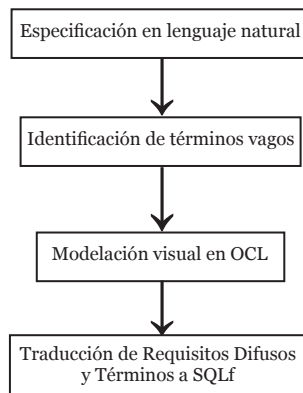 Especificación en lenguaje natural
Identificación de términos vagos
Modelación visual en OCL
Traducción de Requisitos Difusos
y Términos a SQLf